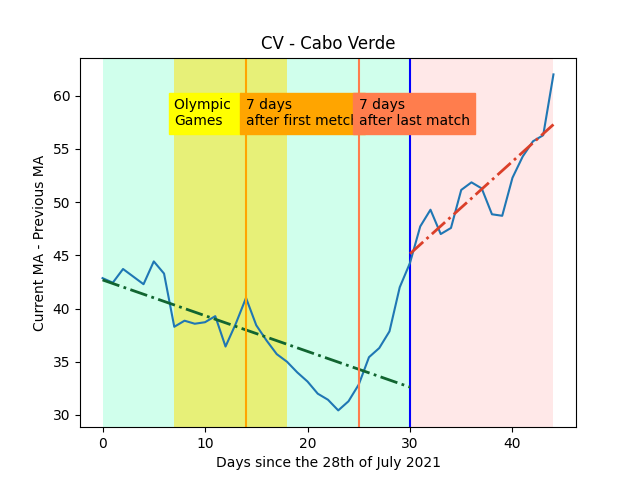 CV - Cabo Verde
Current MA - Previous MA
60
55
50
45
40
35
30
Olympic
Games
7 days
after first metcl
7 days
after last match
0
10
20
30
40
Days since the 28th of July 2021